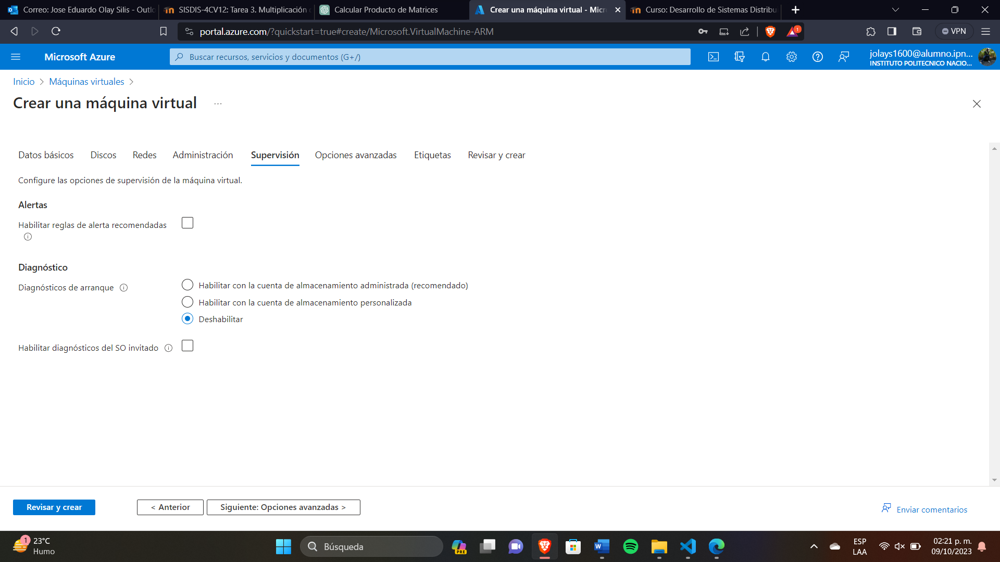 Correo: Jose Eduardo Olay Silis - Outlo
SISDIS-4CV12: Tarea 3. Multiplicación
Calcular Producto de Matrices
Crear una máquina virtual - Micr
Curso: Desarrollo de Sistemas Distribu
portal.azure.com/?quickstart=true#create/Microsoft.VirtualMachine-ARM
1
VPN
Microsoft Azure
Buscar recursos, servicios y documentos (G+/)
jolays1600@alumno.ipn...
INSTITUTO POLITECNICO NACIO...
Inicio > Máquinas virtuales >
Crear una máquina virtual ...
Datos básicos
Discos
Redes
Administración
Supervisión
Opciones avanzadas
Etiquetas
Revisar y crear
Configure las opciones de supervisión de la máquina virtual.
Alertas
Habilitar reglas de alerta recomendadas
Diagnóstico
Diagnósticos de arranque
Habilitar con la cuenta de almacenamiento administrada (recomendado)
Habilitar con la cuenta de almacenamiento personalizada
Deshabilitar
Habilitar diagnósticos del SO invitado
Revisar y crear
< Anterior
Siguiente: Opciones avanzadas >
Enviar comentarios
1
23°C
Humo
Búsqueda
PRE
ESP
LAA
02:21 p. m.
09/10/2023